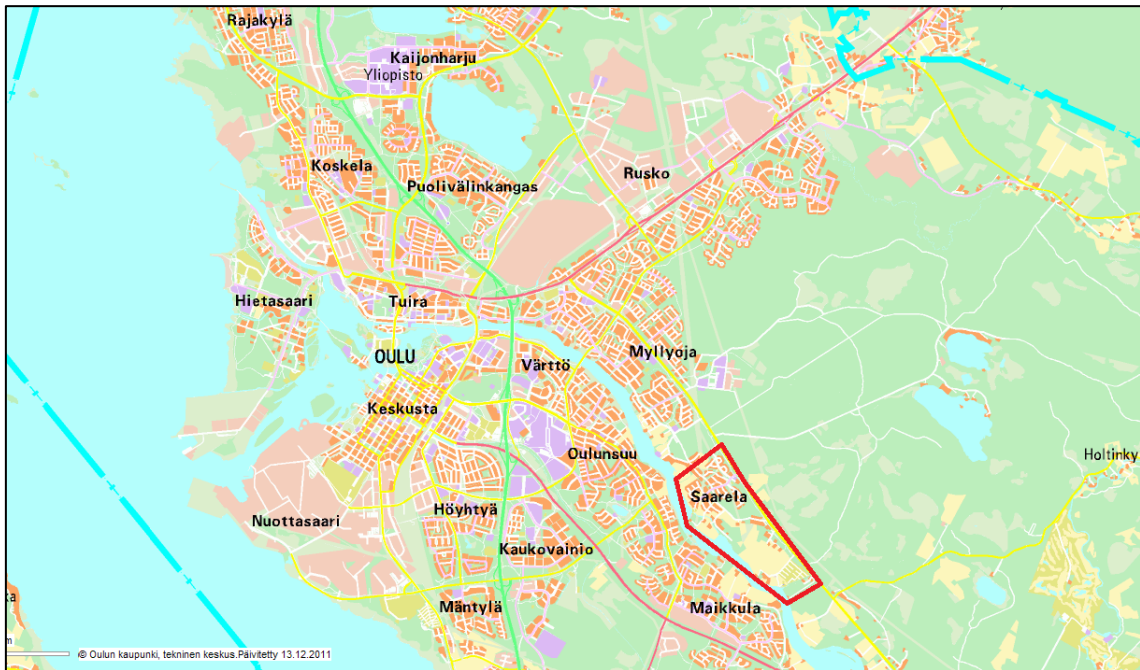 Rajakylä
Kaijonharju
Yliopisto
Koskela
Puolivälinkangas
Rusko
Hietasaari
Tuira
OULU
Värttö
Myllyoja
Keskusta
Oulunsuu
Holtinky
Saarela
Höyhtyä
Nuottasaari
Kaukovainio
Mäntylä
Maikkula
© Oulun kaupunki, tekninen keskus.Päivitetty 13.12.2011